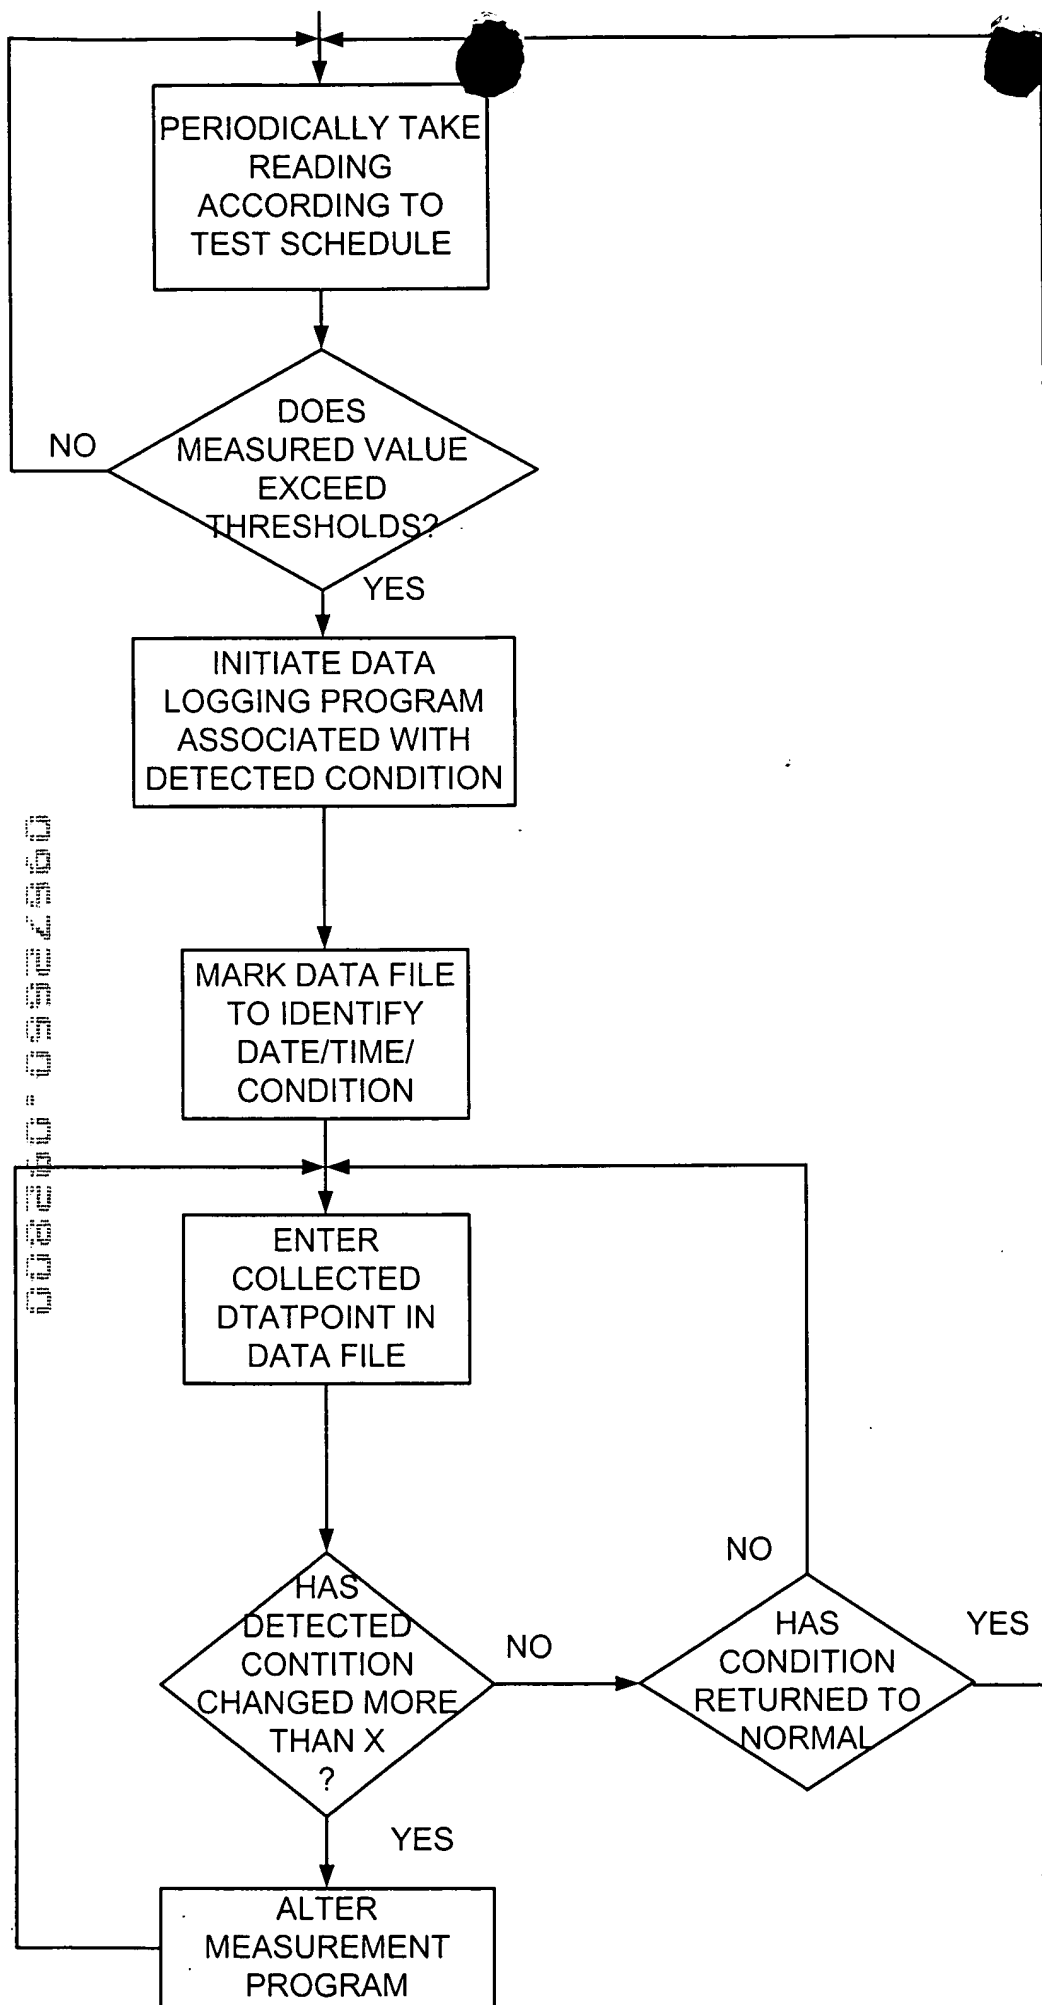 PERIODICALLY TAKE
READING
ACCORDING TO
TEST SCHEDULE
DOES
MEASURED VALUE
EXCEED
THRESHOLDS?
NO
YES
INITIATE DATA
LOGGING PROGRAM
ASSOCIATED WITH
DETECTED CONDITION
MARK DATA FILE
TO IDENTIFY
DATE/TIME/
CONDITION
ENTER
COLLECTED
DTATPOINT IN
DATA FILE
HAS
DETECTED
CONTITION
CHANGED MORE
THAN X
?
NO
YES
HAS
CONDITION
RETURNED TO
NORMAL
NO
YES
ALTER
MEASUREMENT
PROGRAM